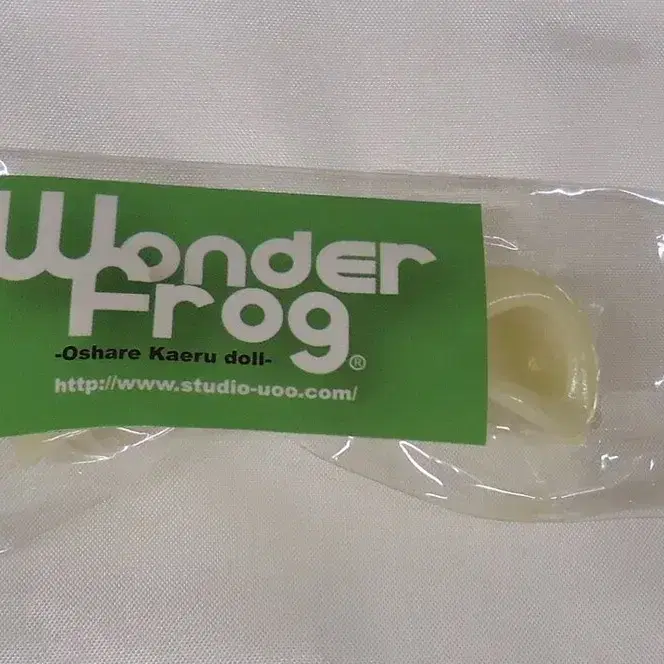 Wonder
Frog®
-Oshare Kaeru doll-
http://www.studio-uoo.com/